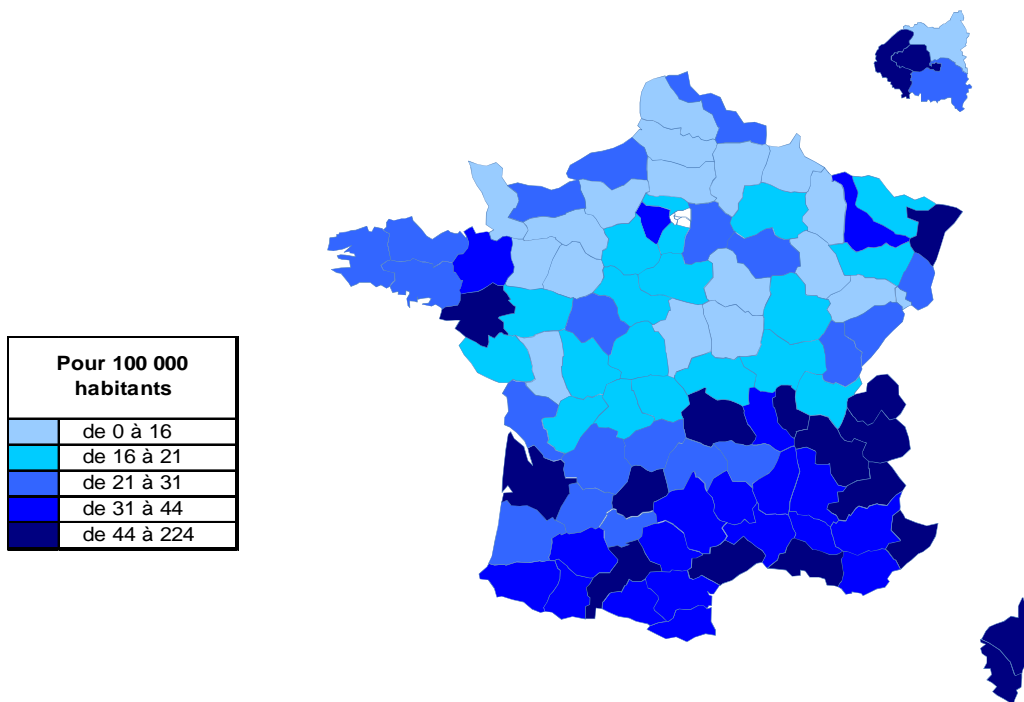 Pour 100 000
habitants
de 0 à 16
de 16 à 21
de 21 à 31
de 31 à 44
de 44 à 224